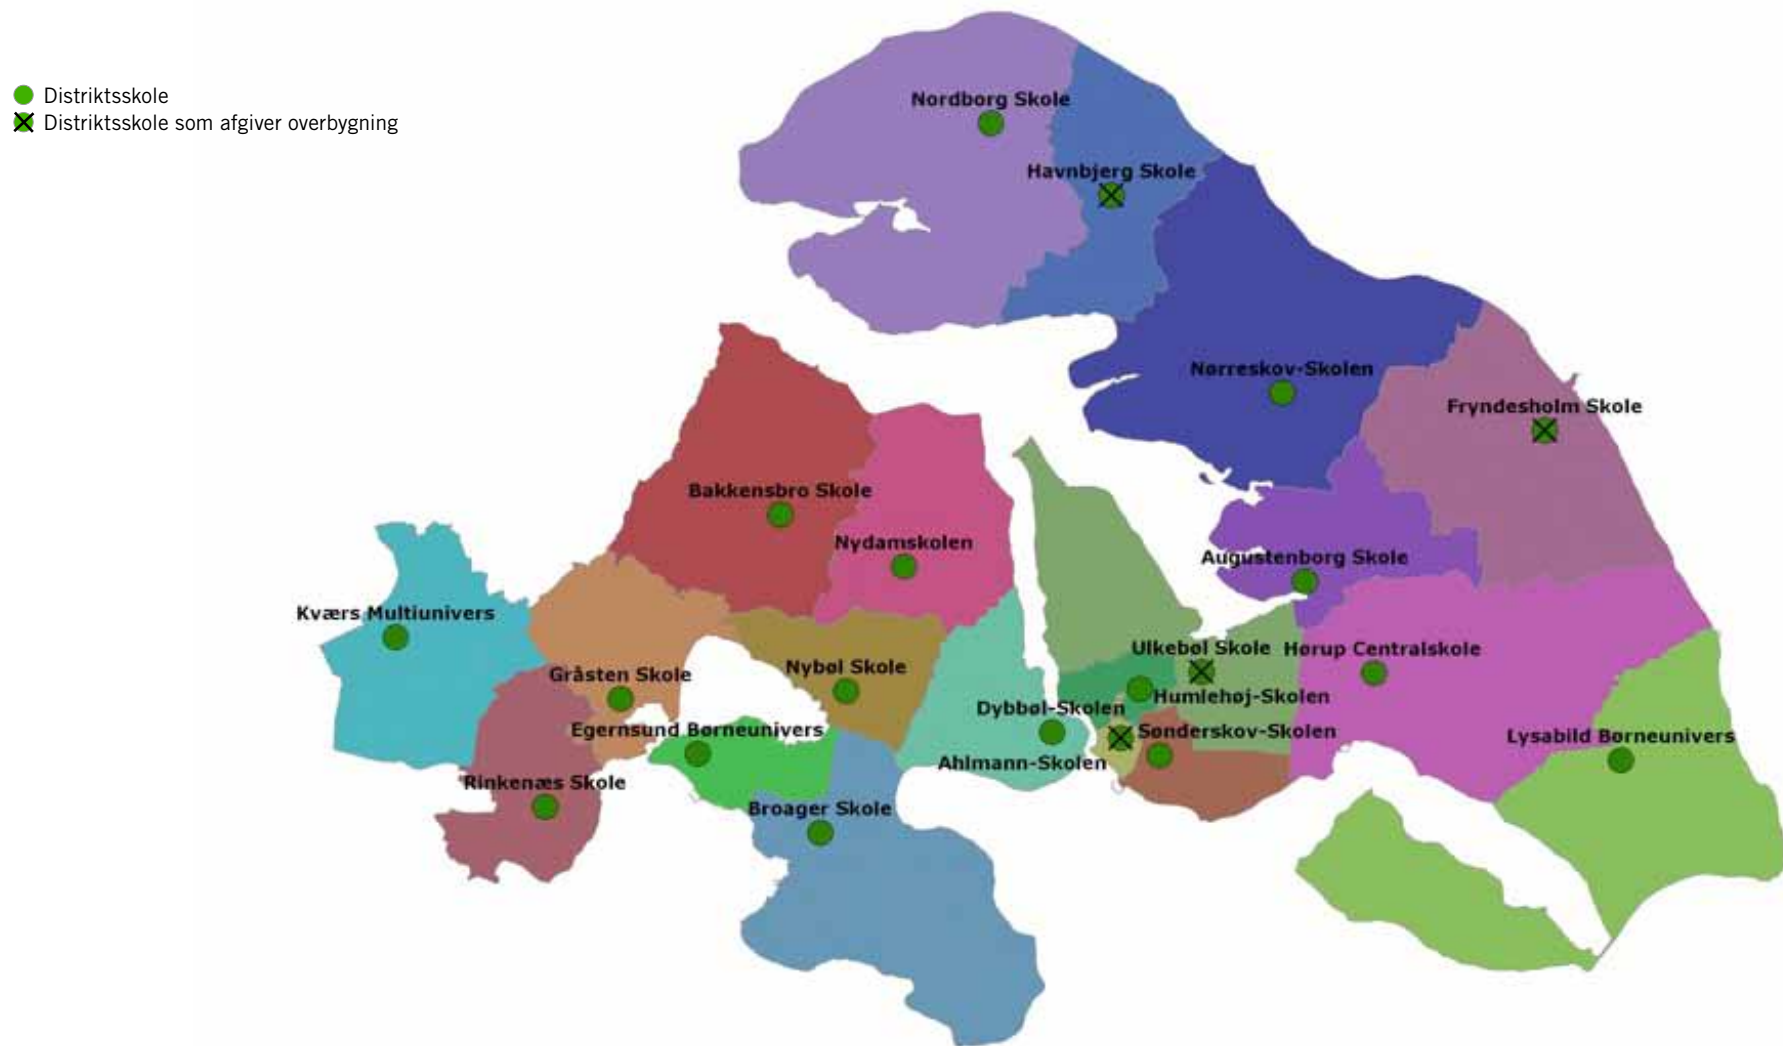 Distriktsskole
Distriktsskole som afgiver overbygning
Nordborg Skole
Havnbjerg Skole
Nørreskov-Skolen
Fryndesholm Skole
Bakkensbro Skole
Nydamskolen
Augustenborg Skole
Kværs Multiunivers
Ulkebøl Skole
Hørup Centralskole
Gråsten Skole
Nybøl Skole
Humlehøj-Skolen
Dybbøl-Skolen
Egernsund Børneunivers
Sønderskov-Skolen
Lysabild Børneunivers
Ahlmann-Skolen
Rinkenæs Skole
Broager Skole